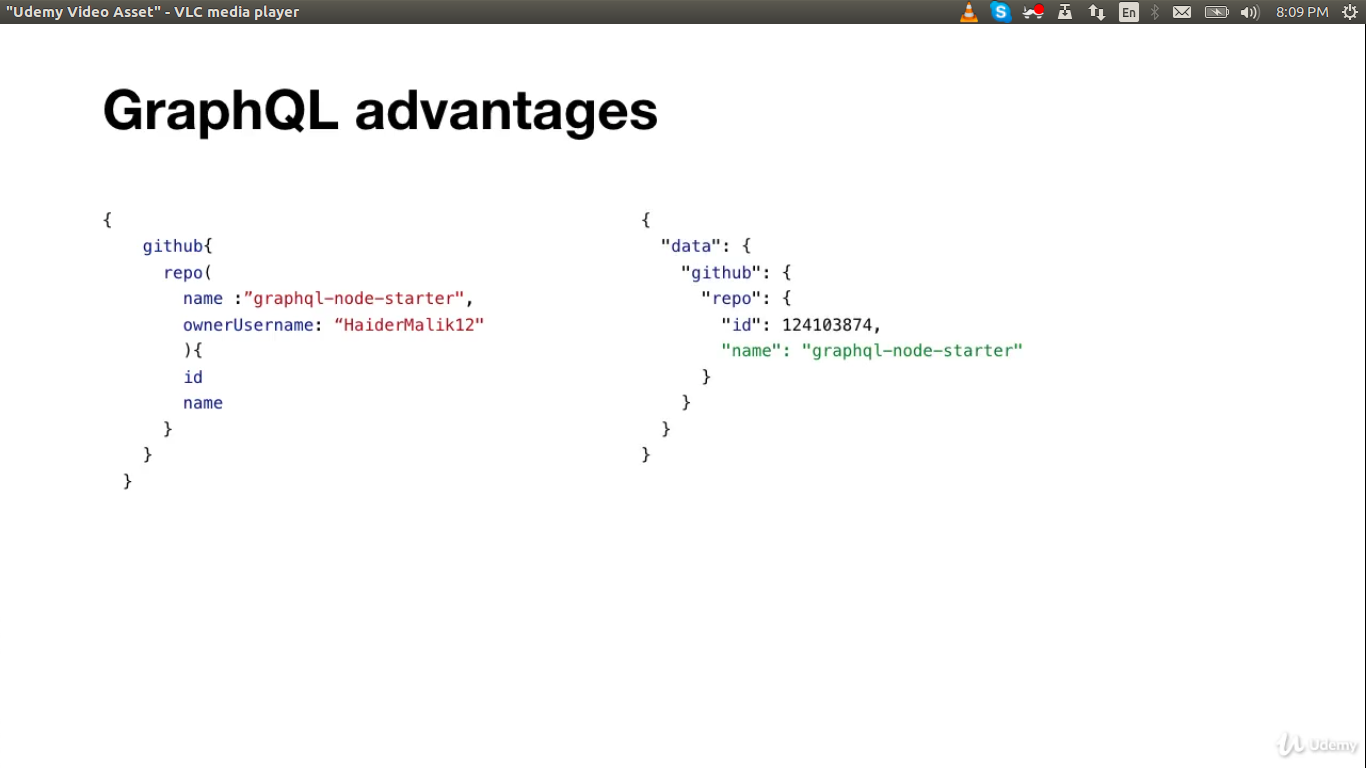 "Udemy Video Asset" - VLC media player
En
8:09 PM
GraphQL advantages
{
github{
repo(
name :”graphql-node-starter",
ownerUsername: “HaiderMalik12"
){
id
name
}
}
}
{
"data": {
"github": {
"repo": {
"id": 124103874,
"name": "graphql-node-starter"
}
}
}
}
Udemy